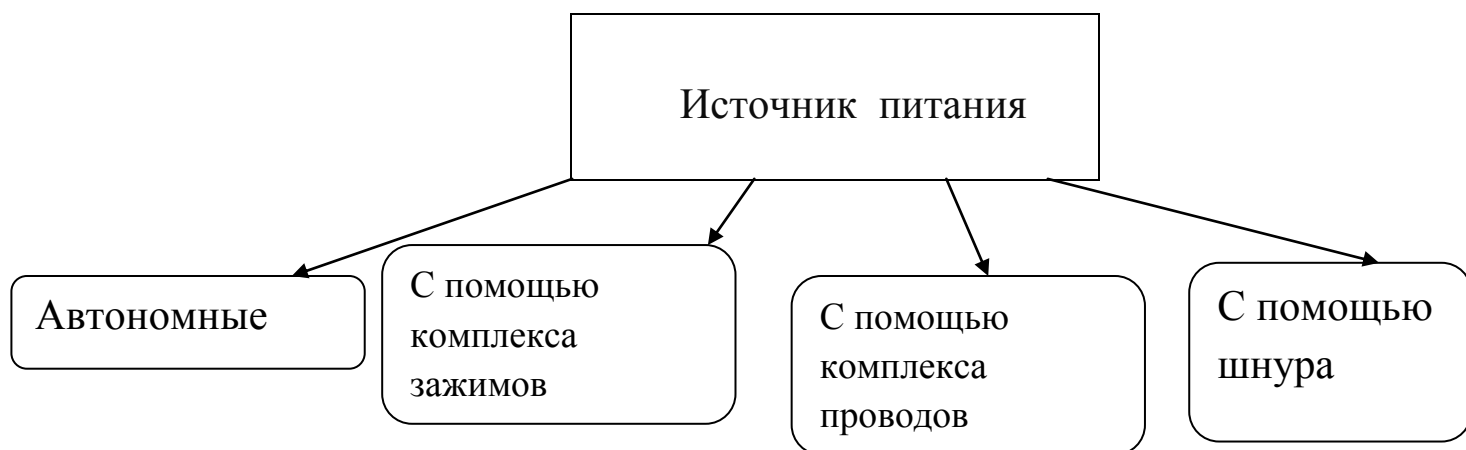 Источник питания
Автономные
С помощью
комплекса
зажимов
С помощью
комплекса
проводов
С помощью
шнура